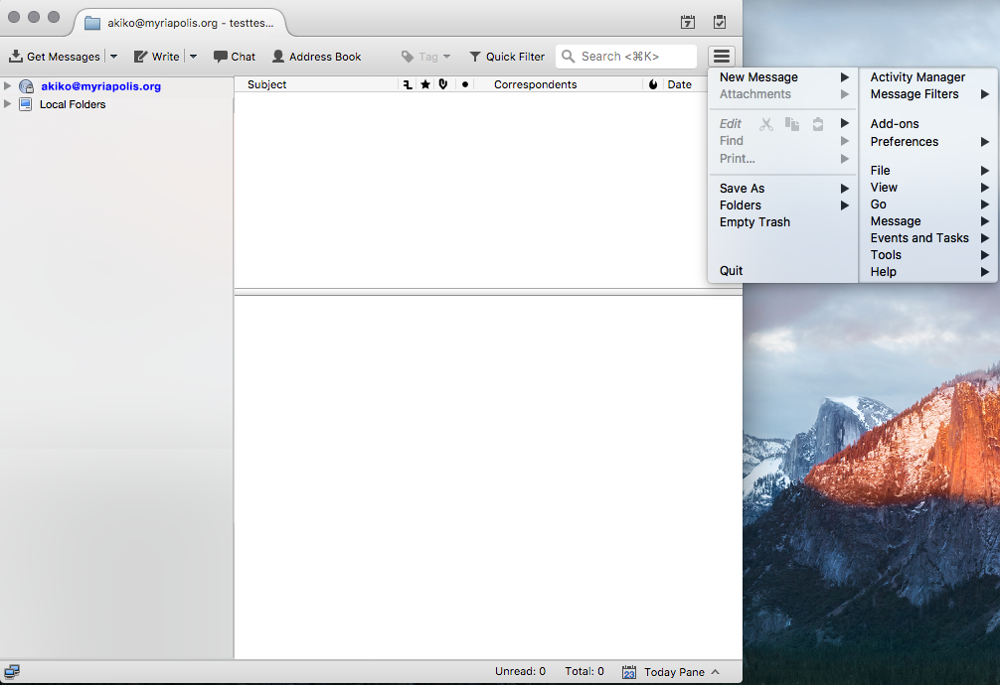 akiko@myriapolis.org - testtes...
7
Get Messages
Write
Chat
Address Book
Tag
Quick Filter
Search <⌘K>
akiko@myriapolis.org
Local Folders
Subject
Correspondents
Date
New Message
Attachments
Edit
Find
Print...
Save As
Folders
Empty Trash
Quit
Activity Manager
Message Filters
Add-ons
Preferences
File
View
Go
Message
Events and Tasks
Tools
Help
Unread: 0
Total: 0
23
Today Pane